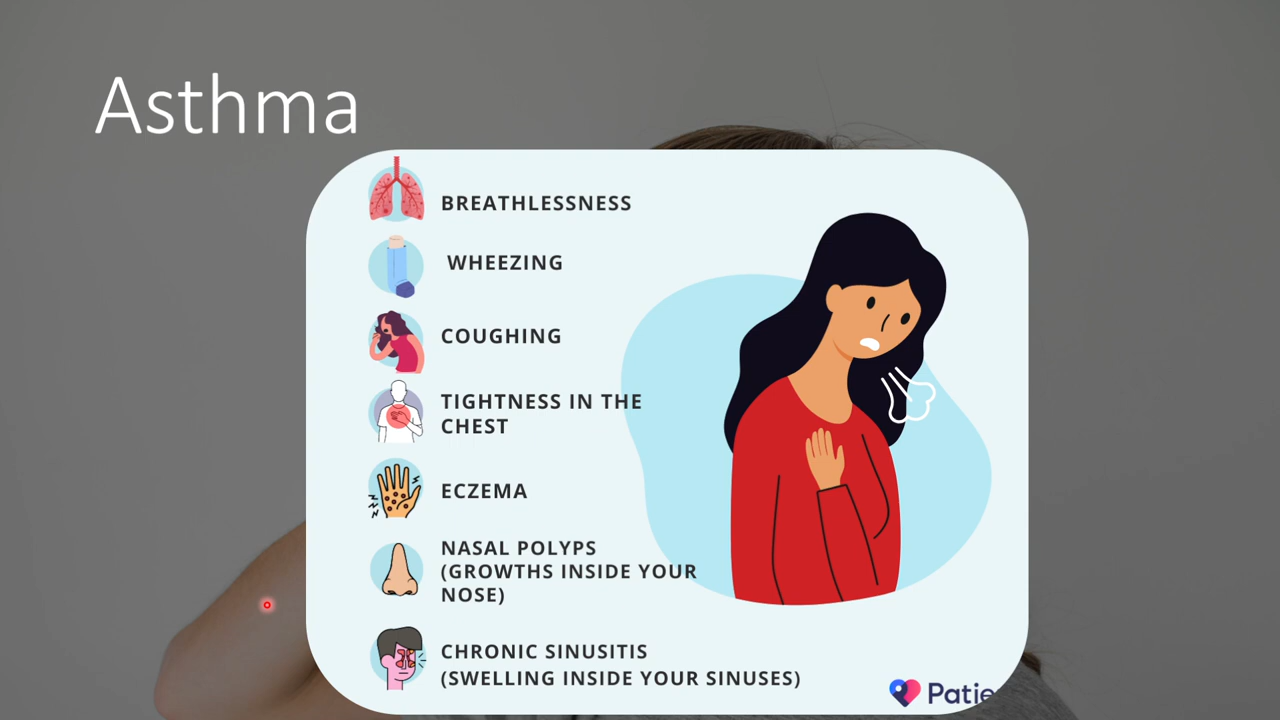 Asthma
BREATHLESSNESS
WHEEZING
COUGHING
TIGHTNESS IN THE
CHEST
ECZEMA
NASAL POLYPS
(GROWTHS INSIDE YOUR
NOSE)
CHRONIC SINUSITIS
(SWELLING INSIDE YOUR SINUSES)
Patie